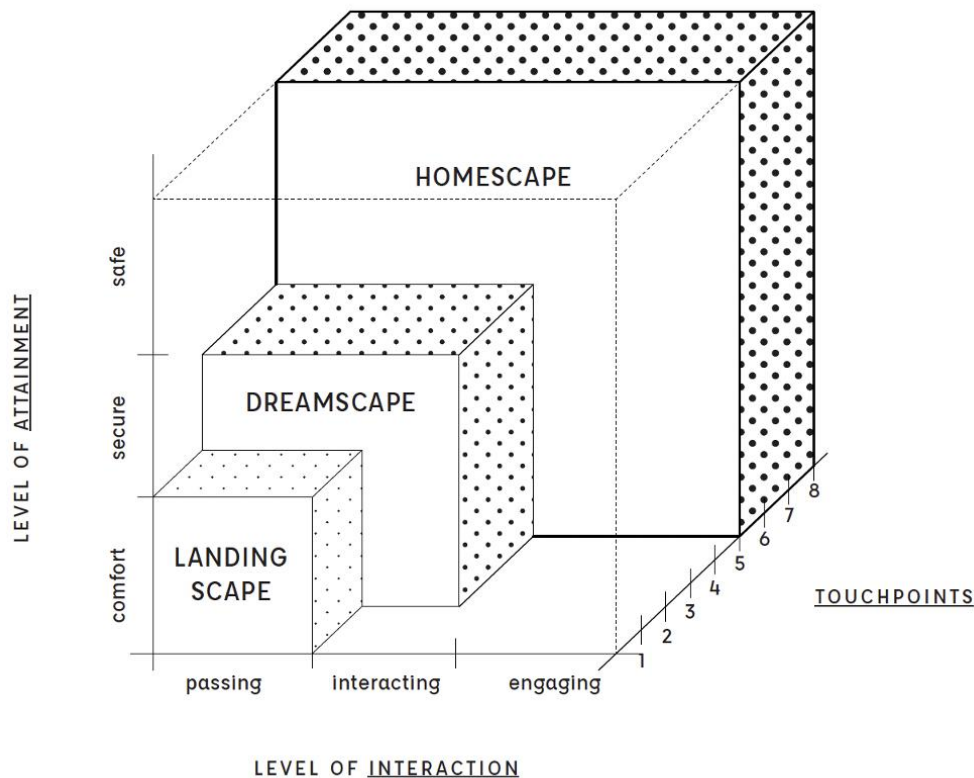 HOMESCAPE
safe
LEVEL OF ATTAINMENT
DREAMSCAPE
secure
LANDING
SCAPE
comfort
8
7
6
5
4
3
2
1
TOUCHPOINTS
passing
interacting
engaging
LEVEL OF INTERACTION